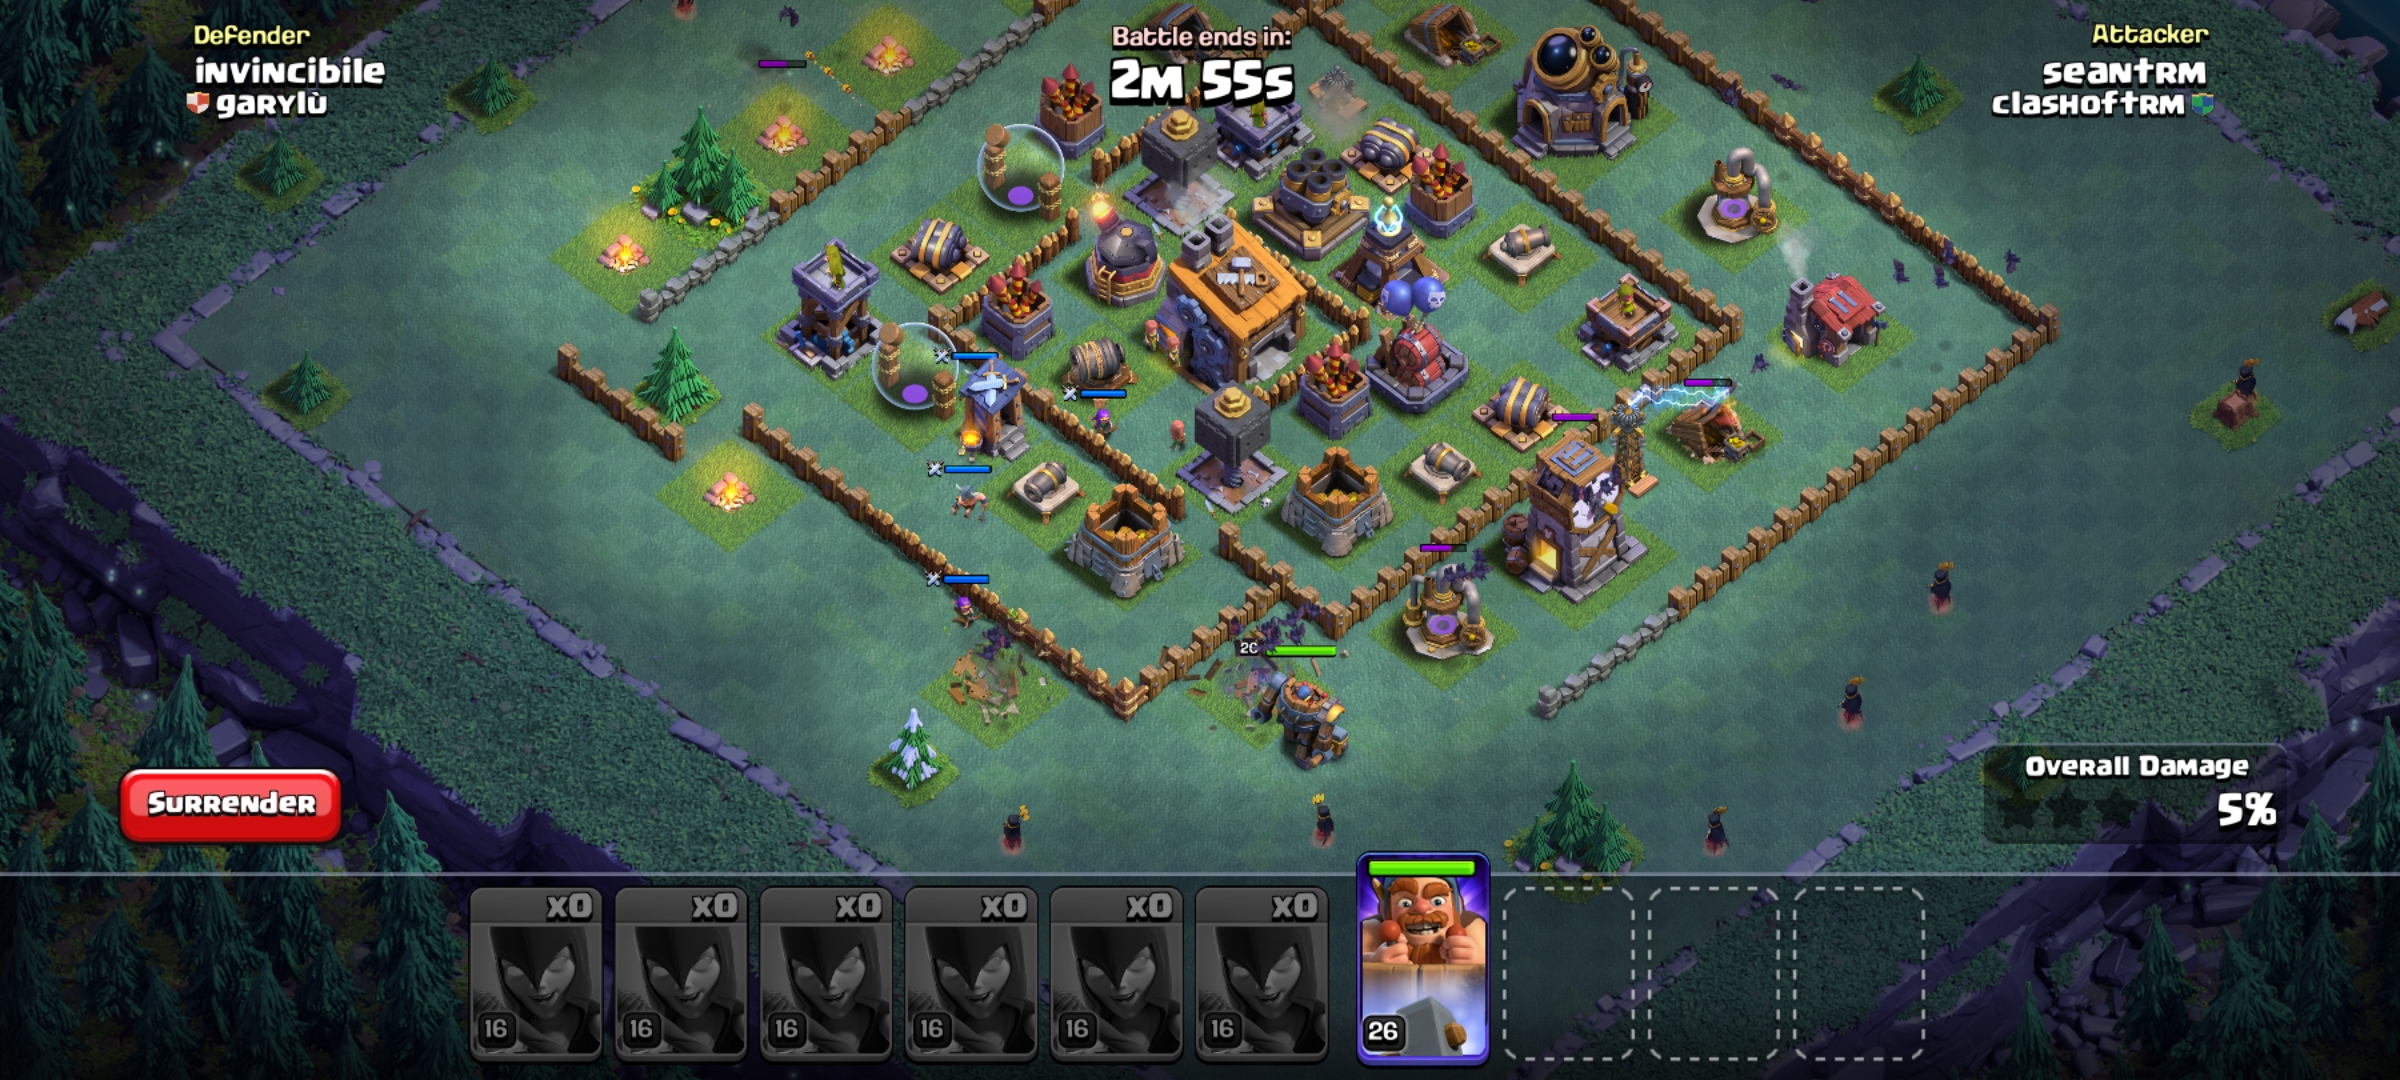 Defender
invincibile
garylù
Battle ends in:
2M 55s
Attacker
seantRM
clashoftRM
Surrender
Overall Damage
5%
x0
x0
x0
x0
x0
x0
16
16
16
16
16
16
26